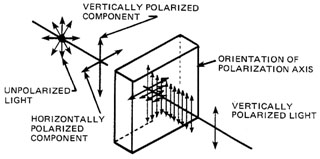 VERTICALLY POLARIZED
COMPONENT
ORIENTATION OF
POLARIZATION AXIS
UNPOLARIZED
LIGHT
HORIZONTALLY
POLARIZED
COMPONENT
VERTICALLY
POLARIZED LIGHT